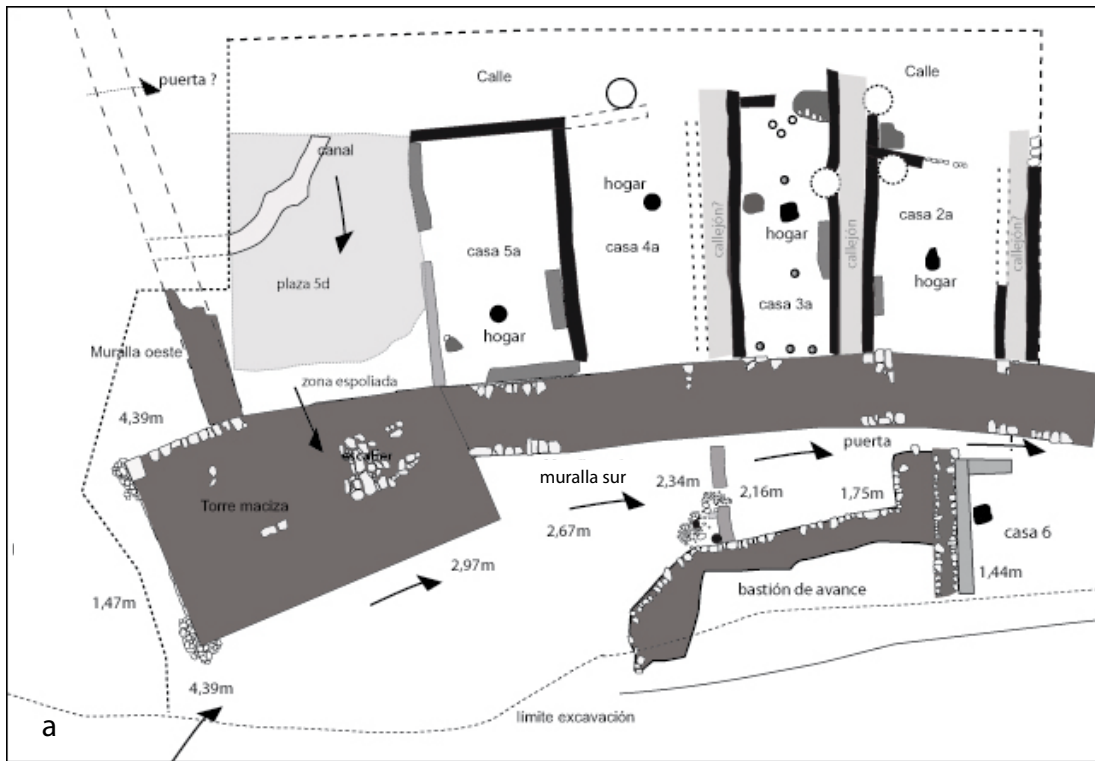 puerta ?
Calle
Calle
canal
plaza 5d
casa 5a
hogar
hogar
casa 4a
callejón?
hogar
casa 3a
callejón
casa 2a
hogar
callejón?
Muralla oeste
zona espoliada
4,39m
Torre maciza
muralla sur
puerta
2,34m
2,16m
1,75m
2,67m
2,97m
casa 6
1,44m
bastión de avance
1,47m
4,39m
límite excavación
a